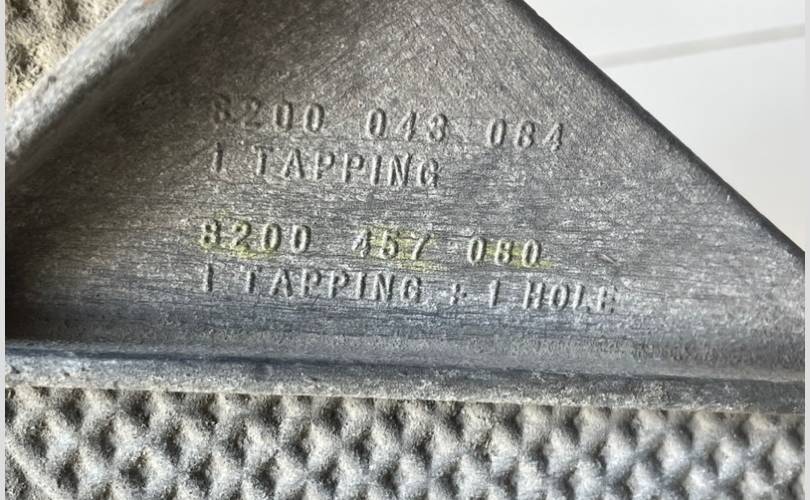 8200 043 084
1 TAPPING
8200 457 080
1 TAPPING + 1 HOLE